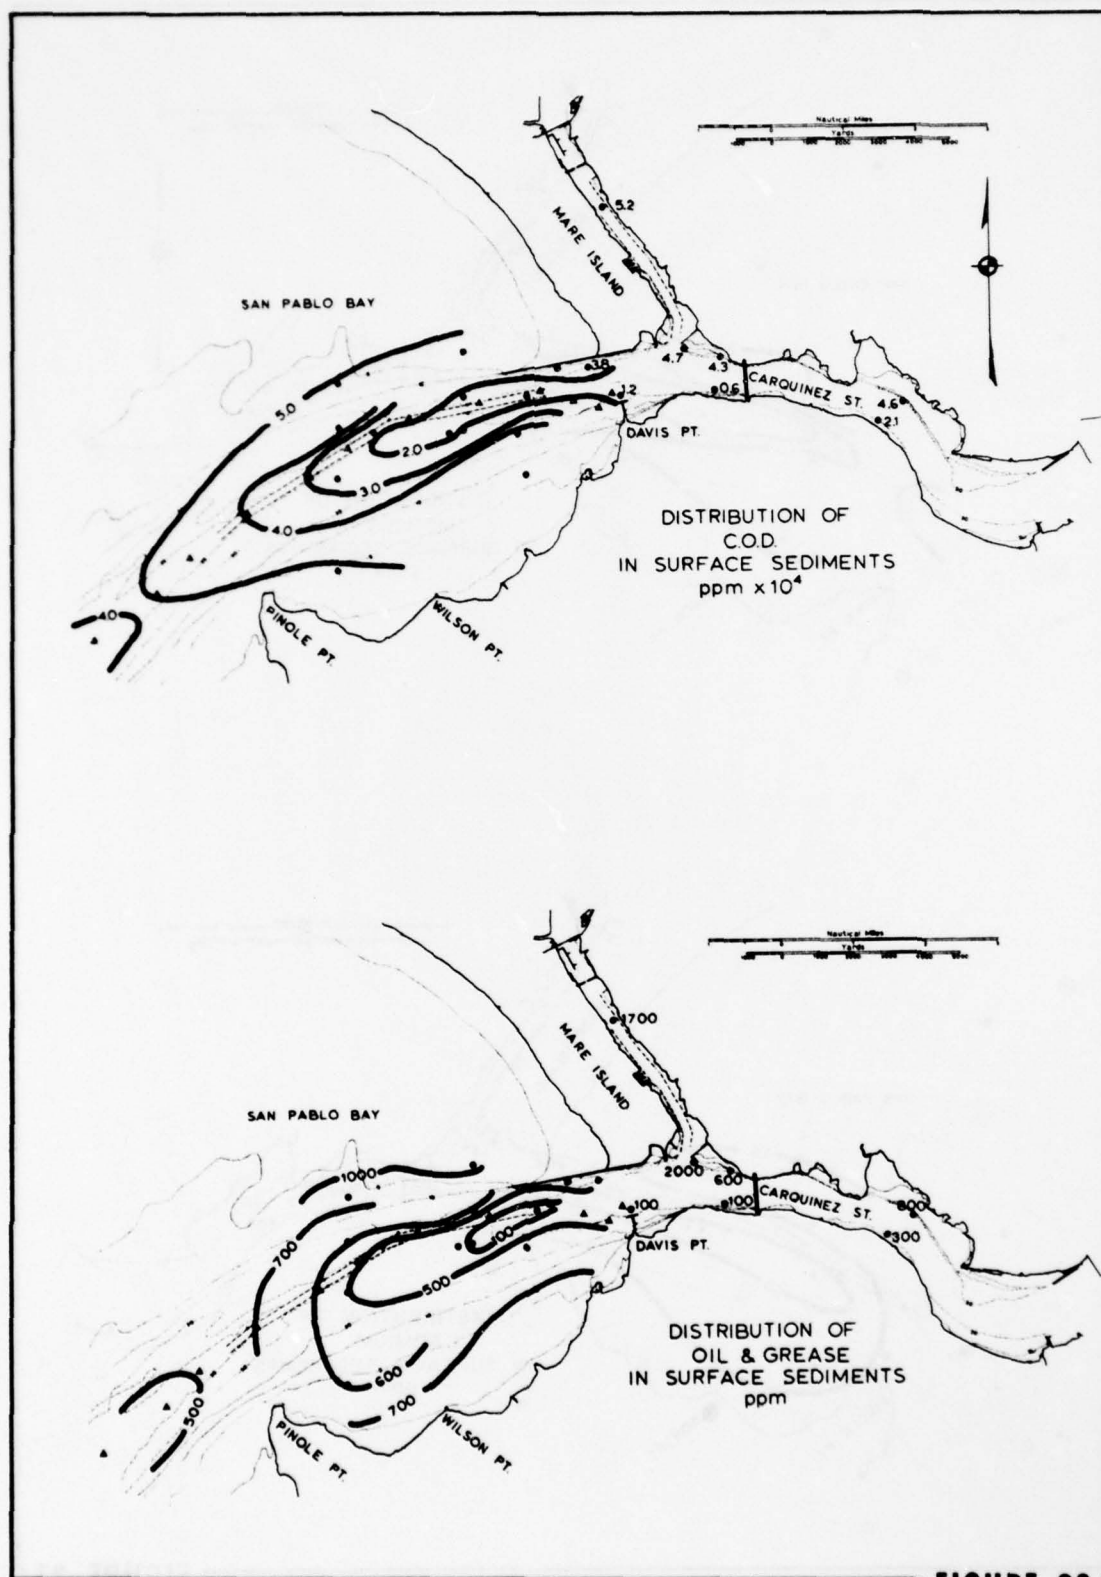 Nautical Miles
Yards
5.2
MARE ISLAND
SAN PABLO BAY
5.0
3.8
4.7
4.3
1.2
0.6
CARQUINEZ ST.
4.6
2.1
DAVIS PT.
2.0
3.0
4.0
4.0
PINOLE PT.
WILSON PT.
DISTRIBUTION OF
C.O.D.
IN SURFACE SEDIMENTS
ppm x 10⁴
Nautical Miles
Yards
1700
MARE ISLAND
SAN PABLO BAY
1000
2000
600
100
100
CARQUINEZ ST.
800
300
DAVIS PT.
700
100
500
600
700
500
PINOLE PT.
WILSON PT.
DISTRIBUTION OF
OIL & GREASE
IN SURFACE SEDIMENTS
ppm